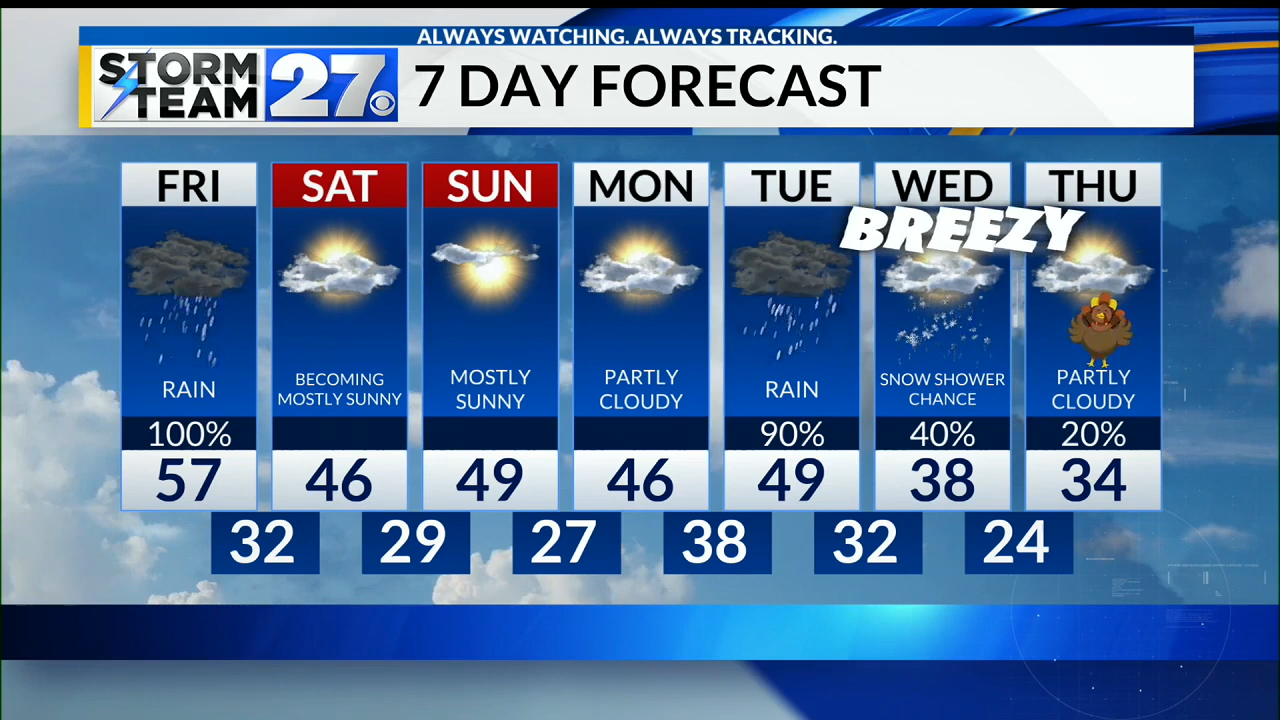 ALWAYS WATCHING. ALWAYS TRACKING.
STORM
TEAM
27
7 DAY FORECAST
FRI
SAT
SUN
MON
TUE
WED
THU
BREEZY
RAIN
BECOMING
MOSTLY SUNNY
MOSTLY
SUNNY
PARTLY
CLOUDY
RAIN
SNOW SHOWER
CHANCE
PARTLY
CLOUDY
100%
90%
40%
20%
57
46
49
46
49
38
34
32
29
27
38
32
24